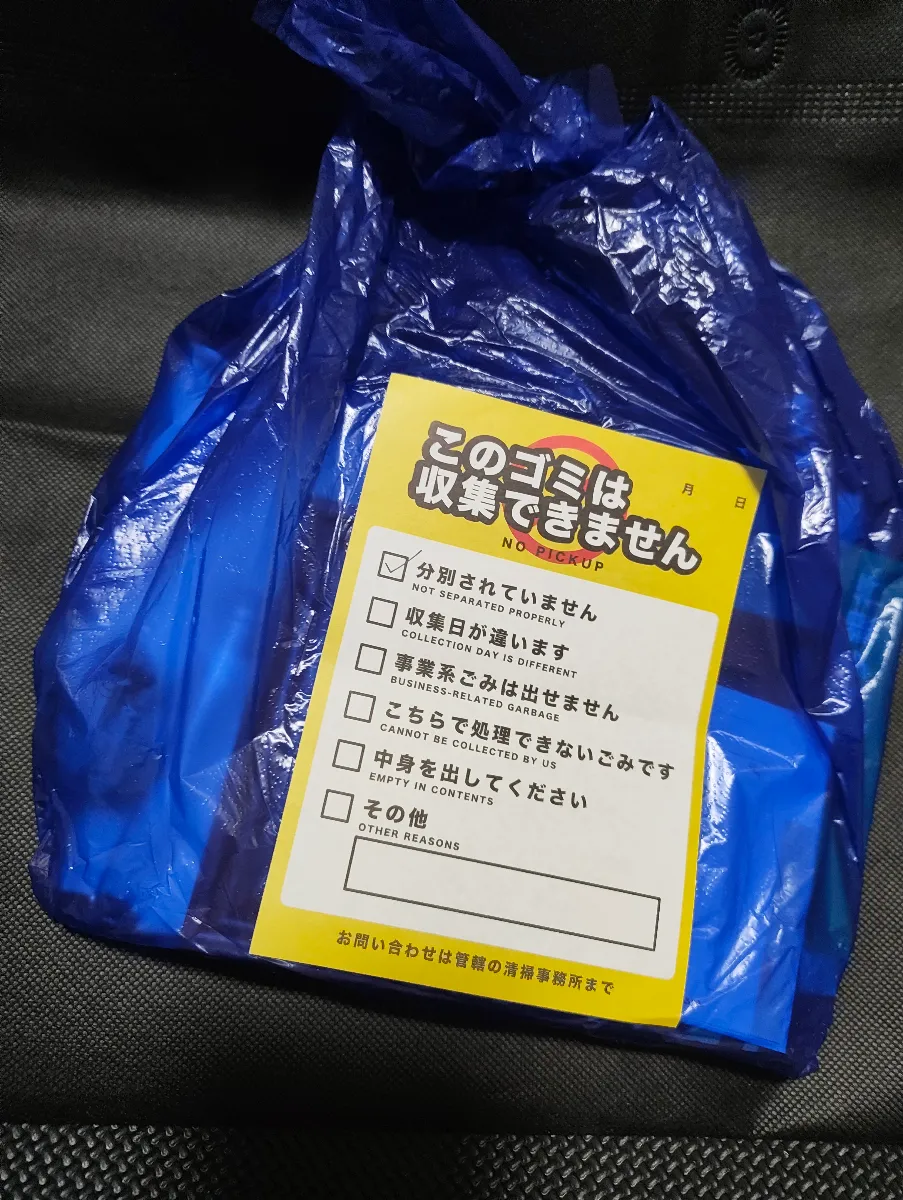 このゴミは
収集できません
NO PICKUP
月 日
分別されていません
NOT SEPARATED PROPERLY
収集日が違います
COLLECTION DAY IS DIFFERENT
事業系ごみは出せません
BUSINESS-RELATED GARBAGE
こちらで処理できないごみです
CANNOT BE COLLECTED BY US
中身を出してください
EMPTY IN CONTENTS
その他
OTHER REASONS
お問い合わせは管轄の清掃事務所まで